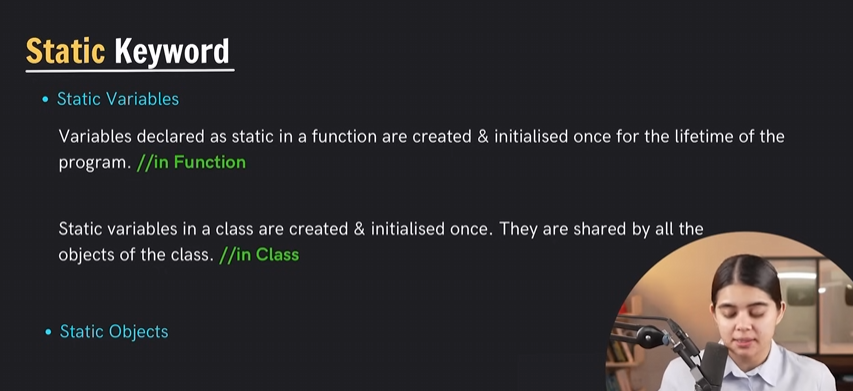 Static Keyword
• Static Variables
Variables declared as static in a function are created & initialised once for the lifetime of the
program. //in Function
Static variables in a class are created & initialised once. They are shared by all the
objects of the class. //in Class
• Static Objects